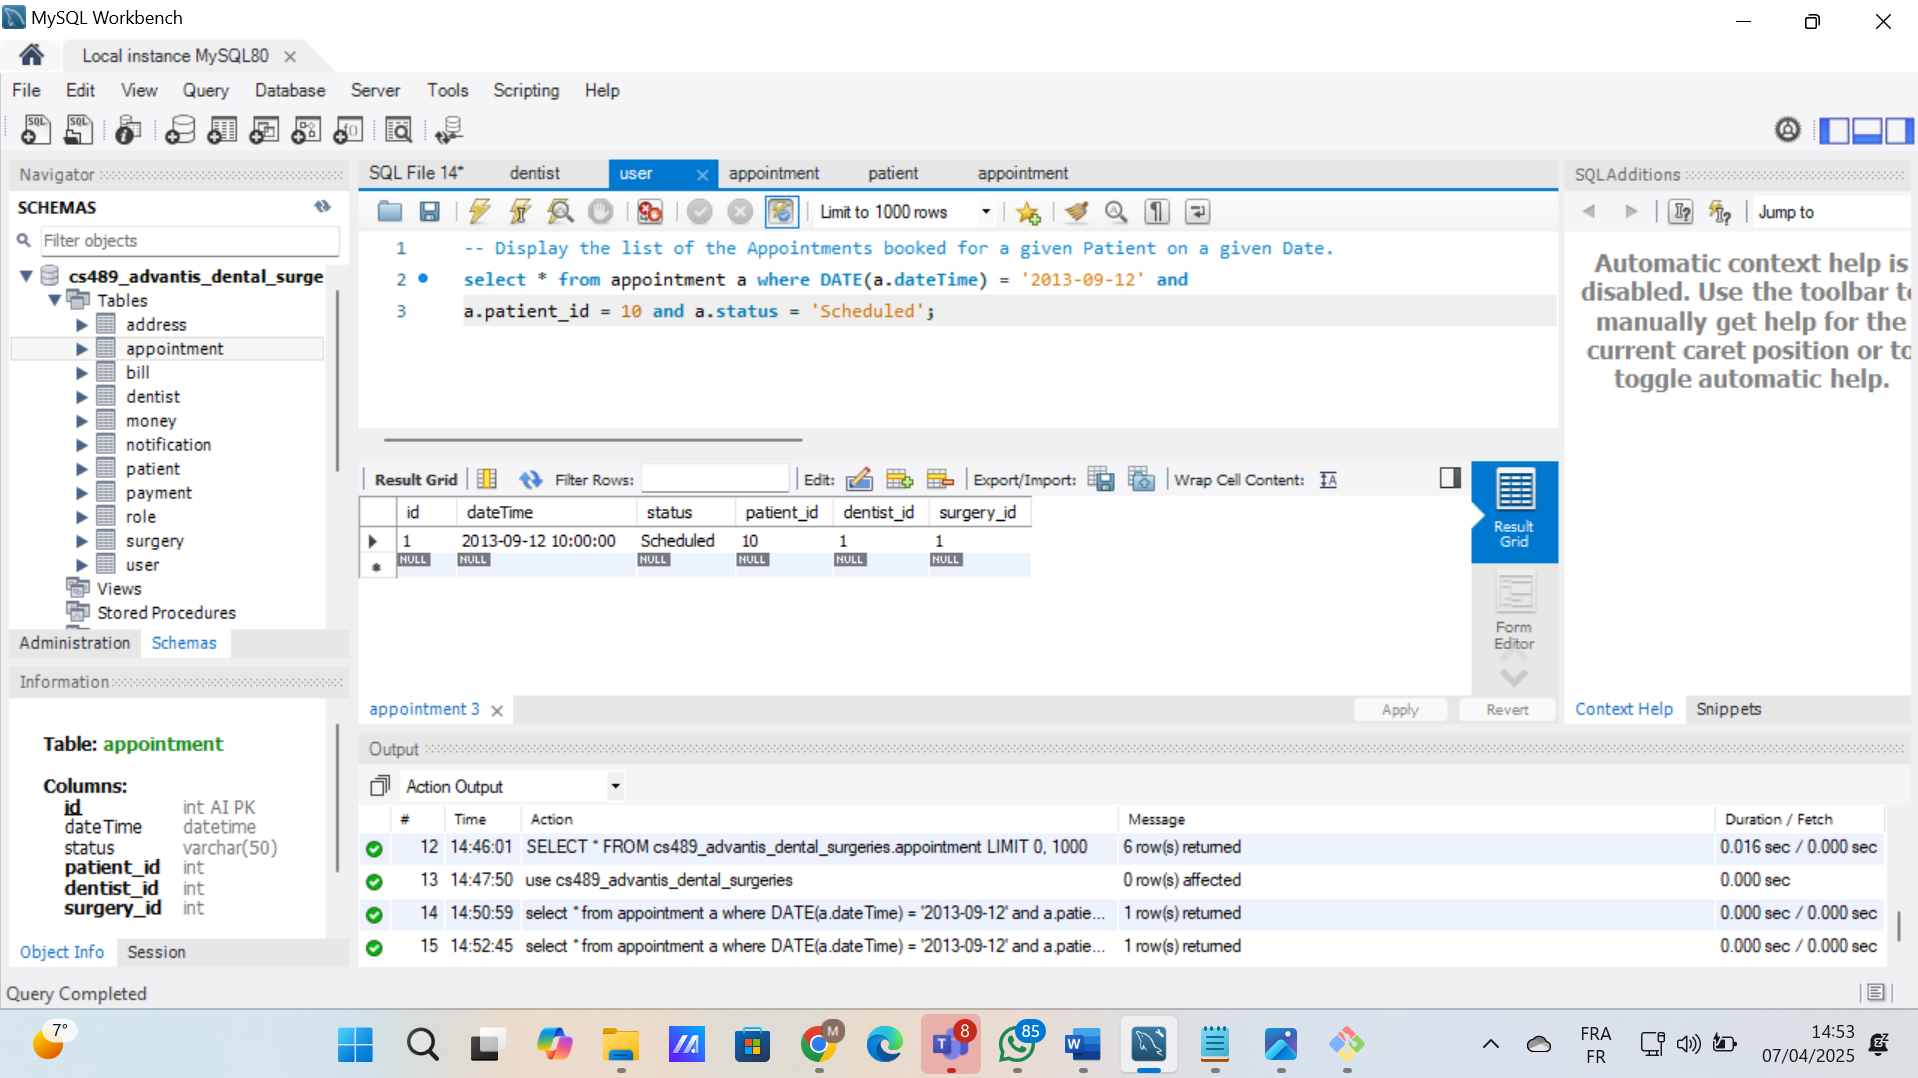 MySQL Workbench
Local instance MySQL80
File Edit View Query Database Server Tools Scripting Help
Navigator
SCHEMAS
Filter objects
cs489_advantis_dental_surge
Tables
address
appointment
bill
dentist
money
notification
patient
payment
role
surgery
user
Views
Stored Procedures
Administration Schemas
Information
Table: appointment
Columns:
id int AI PK
dateTime datetime
status varchar(50)
patient_id int
dentist_id int
surgery_id int
Object Info Session
SQL File 14* dentist user appointment patient appointment
Limit to 1000 rows
1 -- Display the list of the Appointments booked for a given Patient on a given Date.
2 select * from appointment a where DATE(a.dateTime) = '2013-09-12' and
3 a.patient_id = 10 and a.status = 'Scheduled';
Result Grid Filter Rows: Edit: Export/Import: Wrap Cell Content:
id dateTime status patient_id dentist_id surgery_id
1 2013-09-12 10:00:00 Scheduled 10 1 1
NULL NULL NULL NULL NULL NULL
Result Grid
Form Editor
appointment 3
Apply Revert
SQLAdditions
Jump to
Automatic context help is
disabled. Use the toolbar to
manually get help for the
current caret position or to
toggle automatic help.
Context Help Snippets
Output
Action Output
# Time Action Message Duration / Fetch
12 14:46:01 SELECT * FROM cs489_advantis_dental_surgeries.appointment LIMIT 0, 1000 6 row(s) returned 0.016 sec / 0.000 sec
13 14:47:50 use cs489_advantis_dental_surgeries 0 row(s) affected 0.000 sec
14 14:50:59 select * from appointment a where DATE(a.dateTime) = '2013-09-12' and a.patie... 1 row(s) returned 0.000 sec / 0.000 sec
15 14:52:45 select * from appointment a where DATE(a.dateTime) = '2013-09-12' and a.patie... 1 row(s) returned 0.000 sec / 0.000 sec
Query Completed
7°
M
8
85
FRA
FR
14:53
07/04/2025